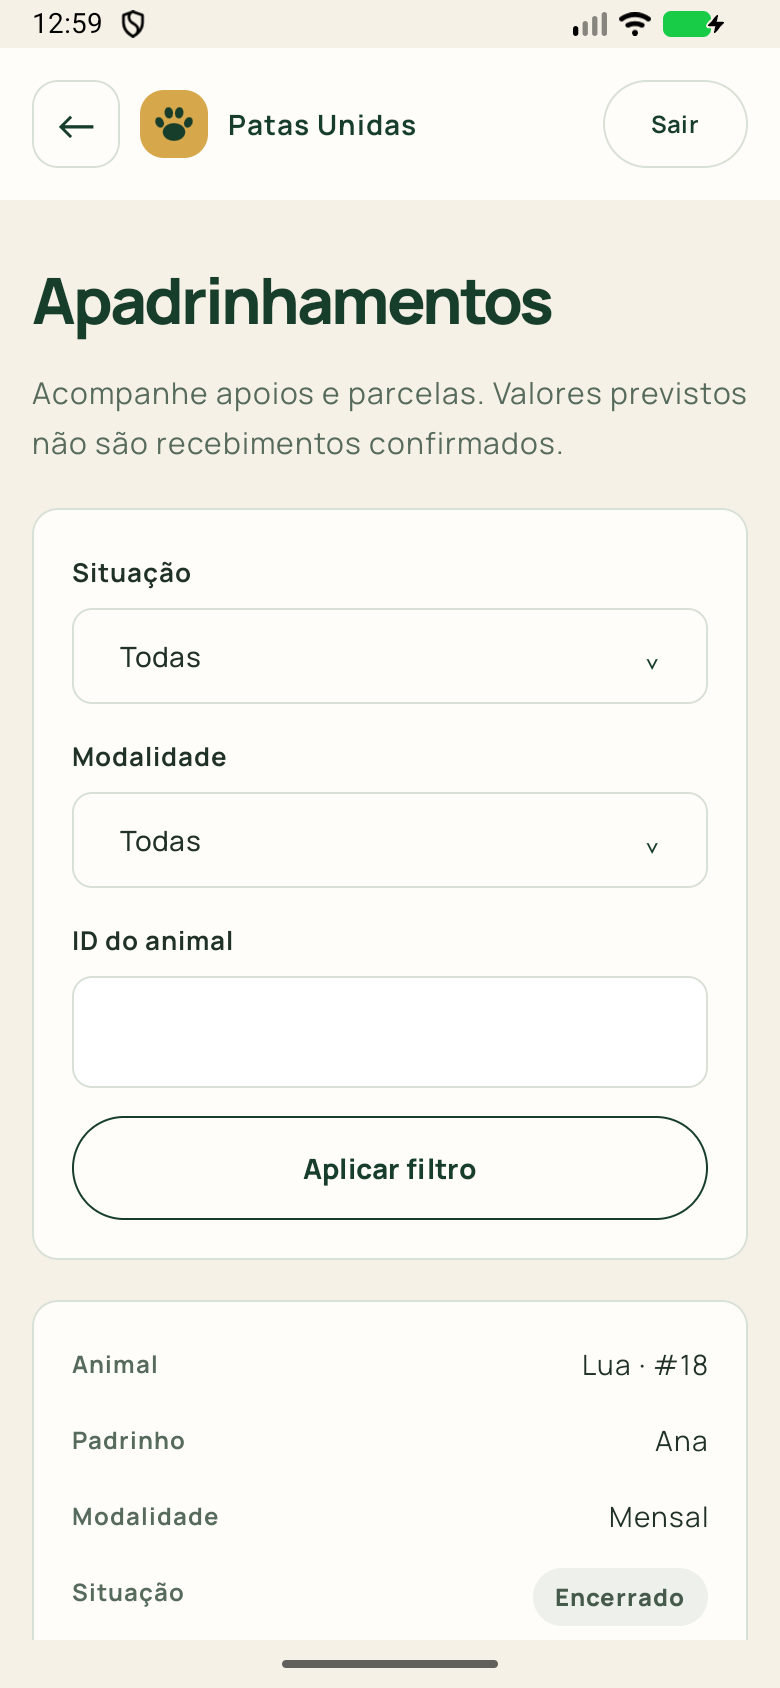 12:59
Patas Unidas
Sair
Apadrinhamentos
Acompanhe apoios e parcelas. Valores previstos
não são recebimentos confirmados.
Situação
Todas
Modalidade
Todas
ID do animal
Aplicar filtro
Animal
Lua · #18
Padrinho
Ana
Modalidade
Mensal
Situação
Encerrado